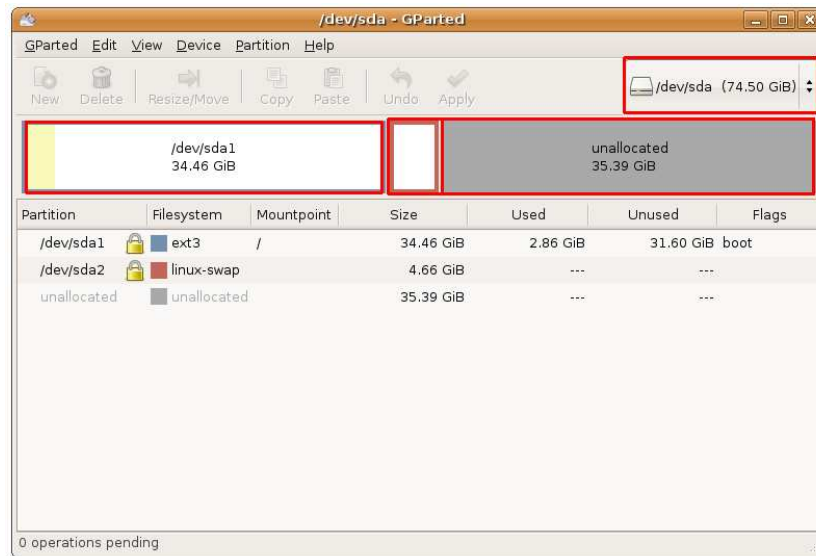 /dev/sda - GParted
GParted Edit View Device Partition Help
New Delete Resize/Move Copy Paste Undo Apply /dev/sda (74.50 GiB)
/dev/sda1 unallocated
34.46 GiB 35.39 GiB
Partition Filesystem Mountpoint Size Used Unused Flags
/dev/sda1 ext3 / 34.46 GiB 2.86 GiB 31.60 GiB boot
/dev/sda2 linux-swap 4.66 GiB --- ---
unallocated unallocated 35.39 GiB --- ---
0 operations pending